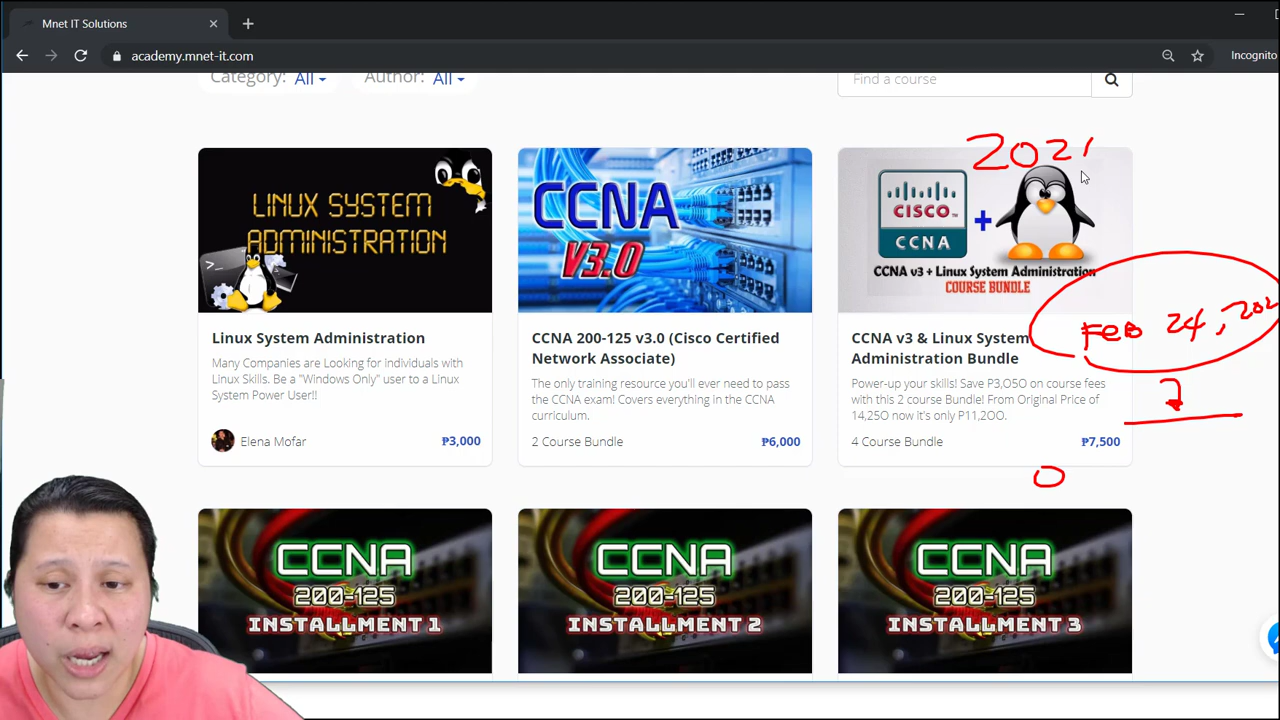 Mnet IT Solutions
academy.mnet-it.com
Incognito
Category: All
Author: All
Find a course
LINUX SYSTEM
ADMINISTRATION
>_
CCNA
V3.0
2021
CISCO
CCNA
+
CCNA v3 + Linux System Administration
COURSE BUNDLE
Linux System Administration
Many Companies are Looking for individuals with
Linux Skills. Be a "Windows Only" user to a Linux
System Power User!!
Elena Mofar
₱3,000
CCNA 200-125 v3.0 (Cisco Certified
Network Associate)
The only training resource you'll ever need to pass
the CCNA exam! Covers everything in the CCNA
curriculum.
2 Course Bundle
₱6,000
CCNA v3 & Linux System
Administration Bundle
Power-up your skills! Save P3,O5O on course fees
with this 2 course Bundle! From Original Price of
14,25O now It's only P11,2OO.
4 Course Bundle
₱7,500
Feb 24, 202
2
0
CCNA
200-125
INSTALLMENT 1
CCNA
200-125
INSTALLMENT 2
CCNA
200-125
INSTALLMENT 3